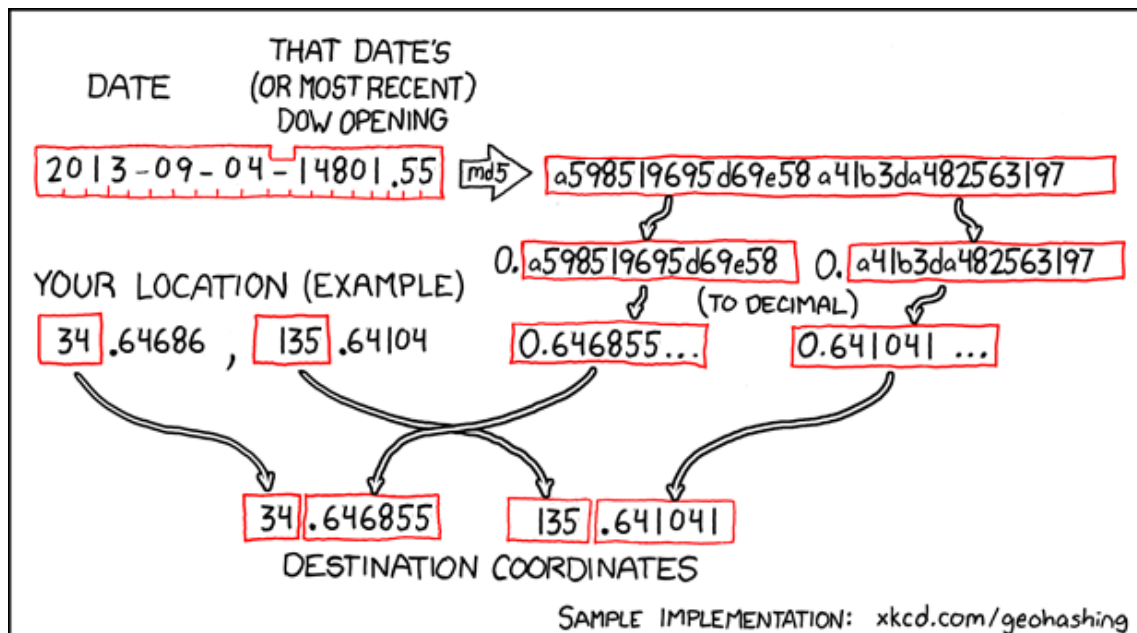 DATE
THAT DATE'S
(OR MOST RECENT)
DOW OPENING
2013-09-04-14801.55
md5
a598519695d69e58a41b3da482563197
0.a598519695d69e58
0.a41b3da482563197
YOUR LOCATION (EXAMPLE)
(TO DECIMAL)
34.64686, 135.64104
0.646855...
0.641041 ...
34.646855
135.641041
DESTINATION COORDINATES
SAMPLE IMPLEMENTATION: xkcd.com/geohashing